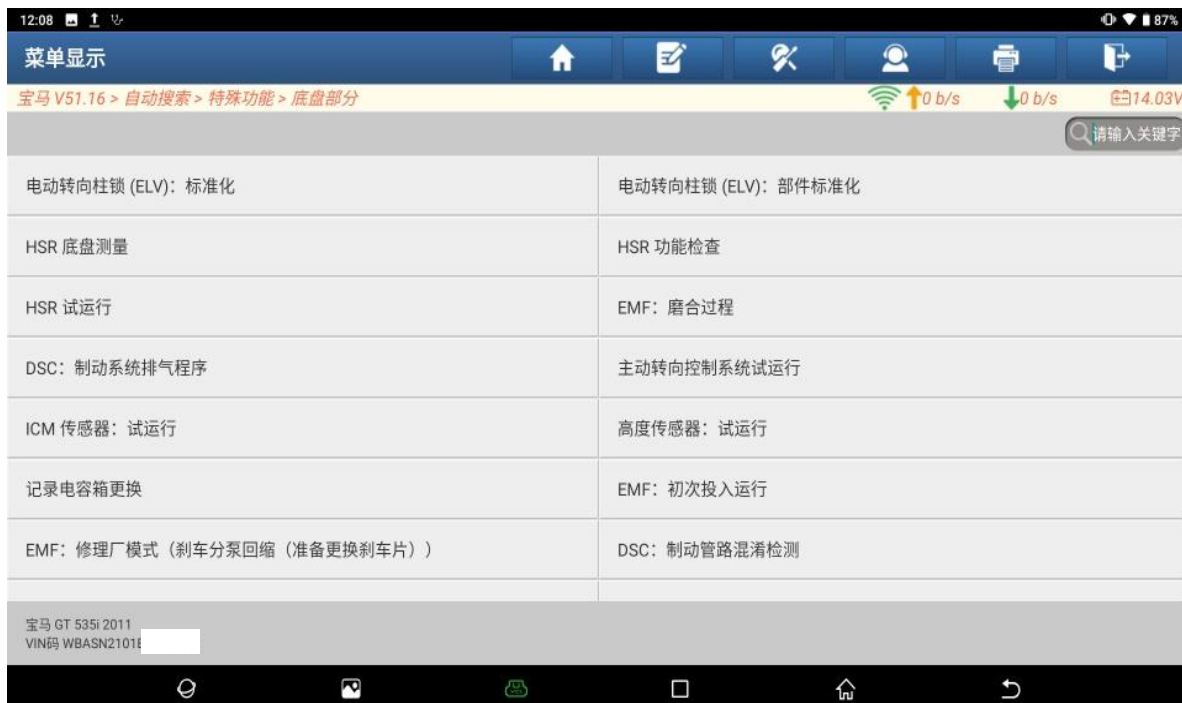 12:08
87%
菜单显示
宝马 V51.16 > 自动搜索 > 特殊功能 > 底盘部分
0 b/s
0 b/s
14.03V
请输入关键字
电动转向柱锁 (ELV)：标准化
电动转向柱锁 (ELV)：部件标准化
HSR 底盘测量
HSR 功能检查
HSR 试运行
EMF：磨合过程
DSC：制动系统排气程序
主动转向控制系统试运行
ICM 传感器：试运行
高度传感器：试运行
记录电容箱更换
EMF：初次投入运行
EMF：修理厂模式（刹车分泵回缩（准备更换刹车片））
DSC：制动管路混淆检测
宝马 GT 535i 2011
VIN码 WBASN2101